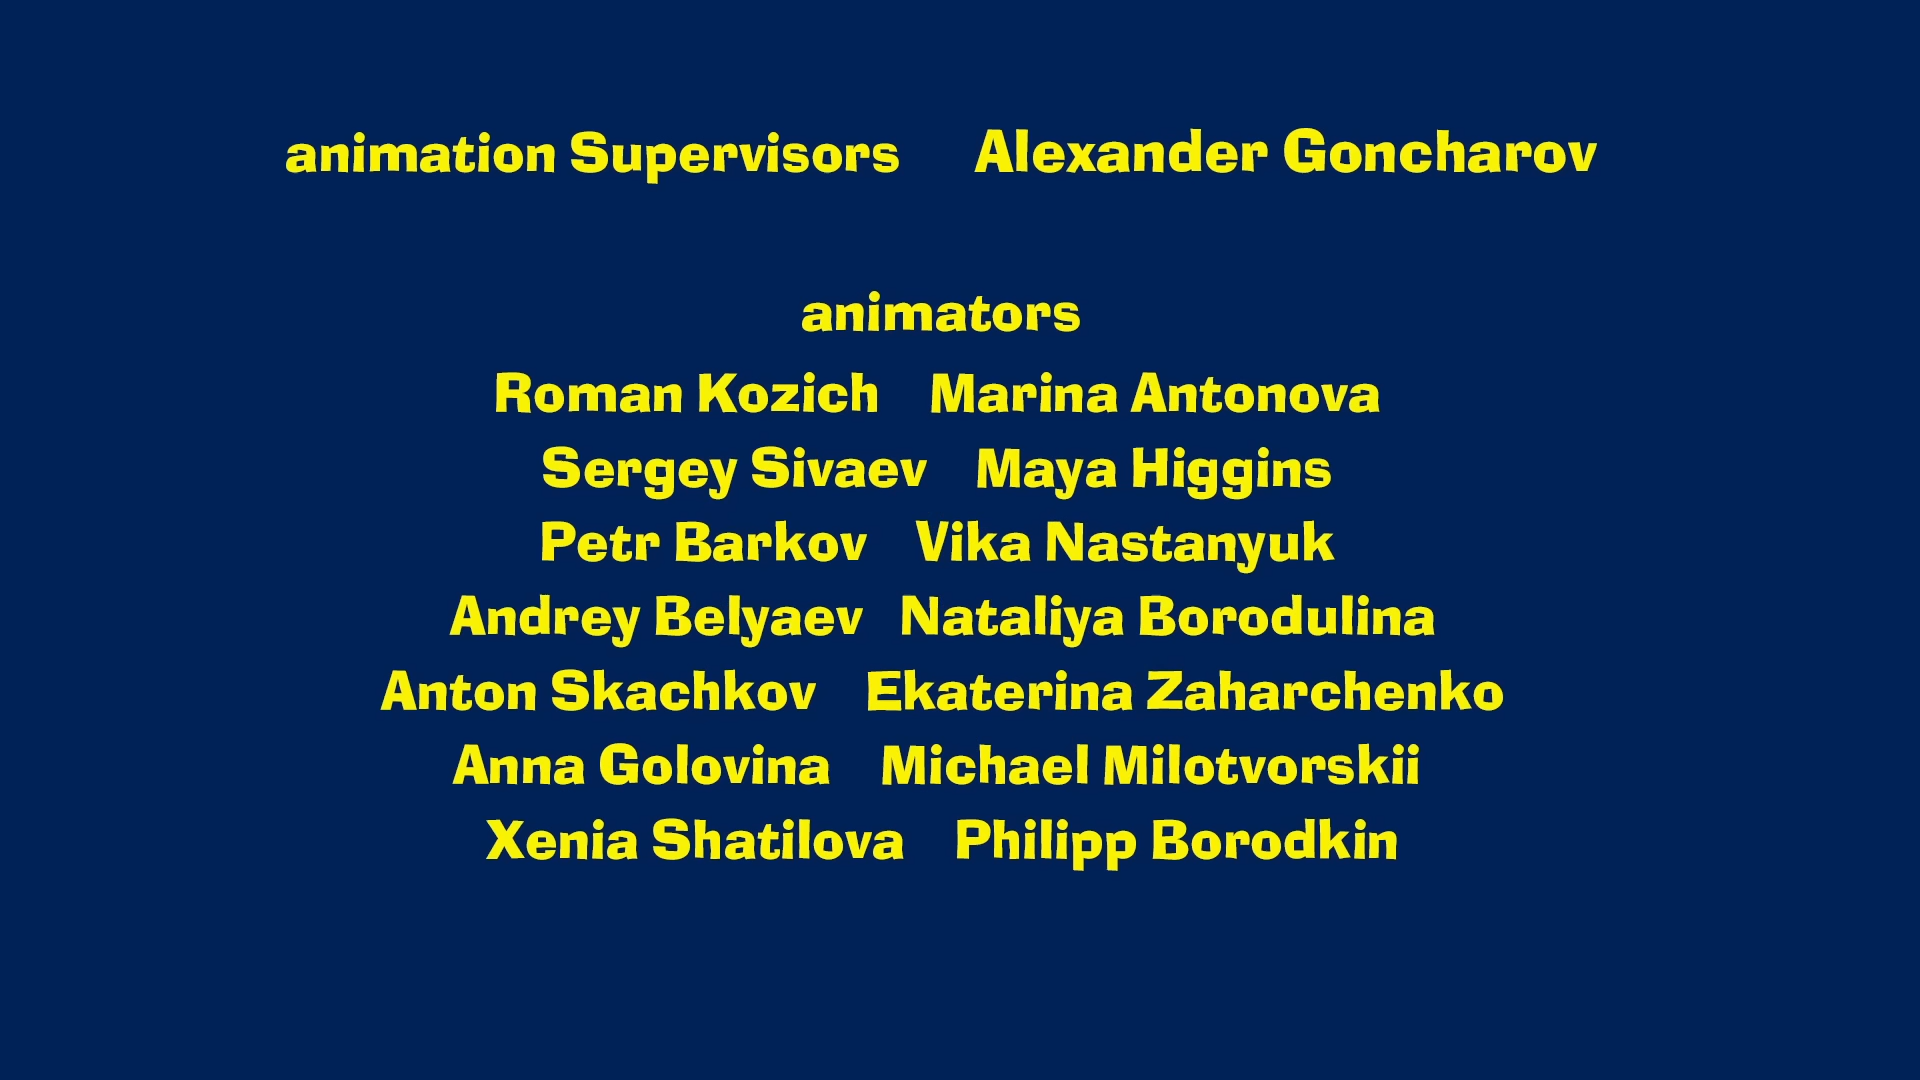 animation Supervisors Alexander Goncharov
animators
Roman Kozich Marina Antonova
Sergey Sivaev Maya Higgins
Petr Barkov Vika Nastanyuk
Andrey Belyaev Nataliya Borodulina
Anton Skachkov Ekaterina Zaharchenko
Anna Golovina Michael Milotvorskii
Xenia Shatilova Philipp Borodkin